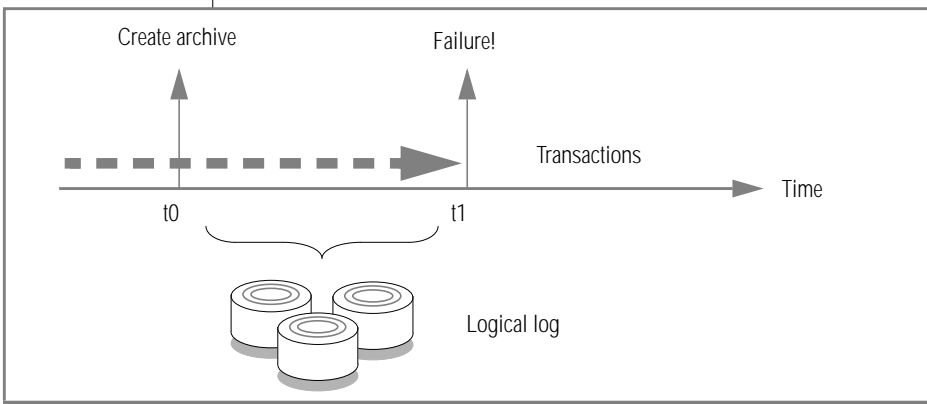 Create archive
Failure!
Transactions
Time
t0
t1
Logical log